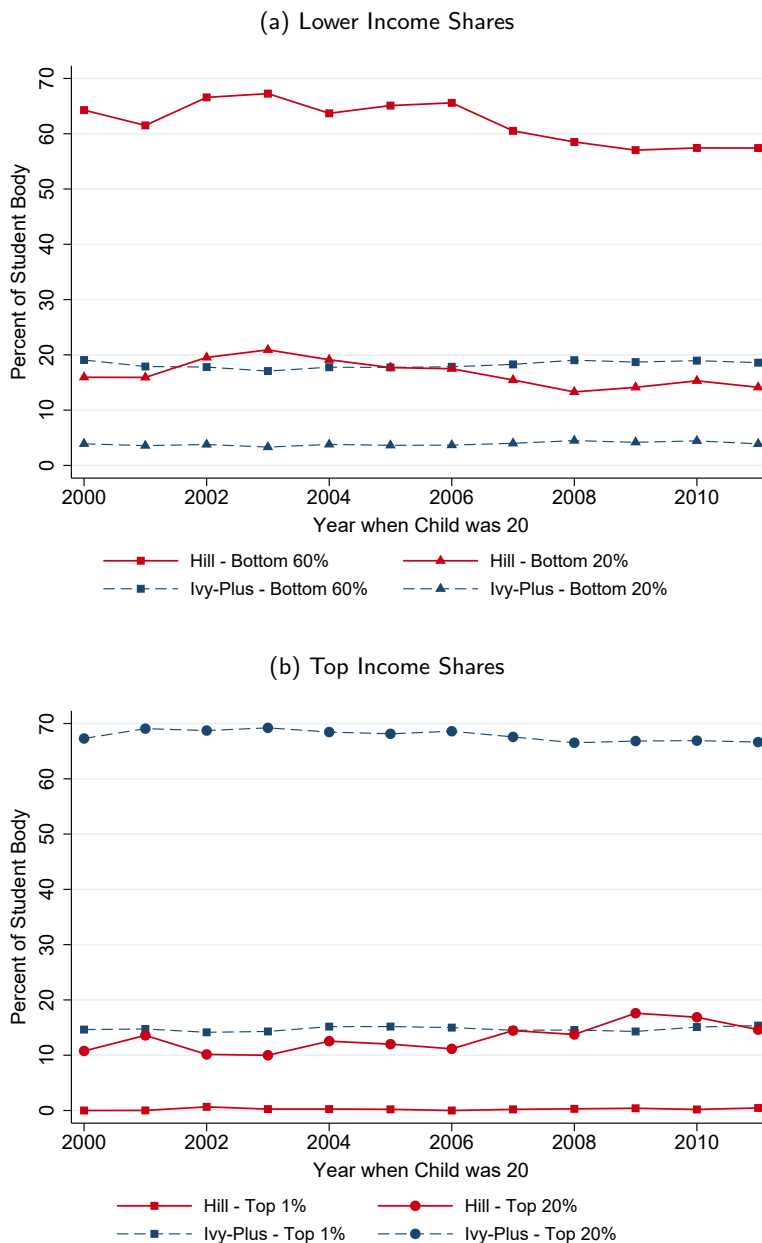 (a) Lower Income Shares
Percent of Student Body
70
60
50
40
30
20
10
0
2000 2002 2004 2006 2008 2010
Year when Child was 20
Hill - Bottom 60% Hill - Bottom 20%
Ivy-Plus - Bottom 60% Ivy-Plus - Bottom 20%
(b) Top Income Shares
Percent of Student Body
70
60
50
40
30
20
10
0
2000 2002 2004 2006 2008 2010
Year when Child was 20
Hill - Top 1% Hill - Top 20%
Ivy-Plus - Top 1% Ivy-Plus - Top 20%